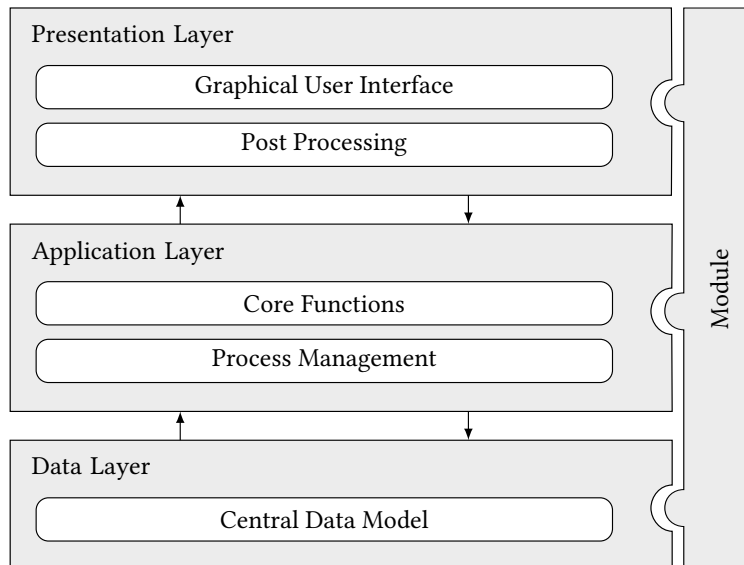 Presentation Layer
Graphical User Interface
Post Processing
Application Layer
Core Functions
Process Management
Data Layer
Central Data Model
Module